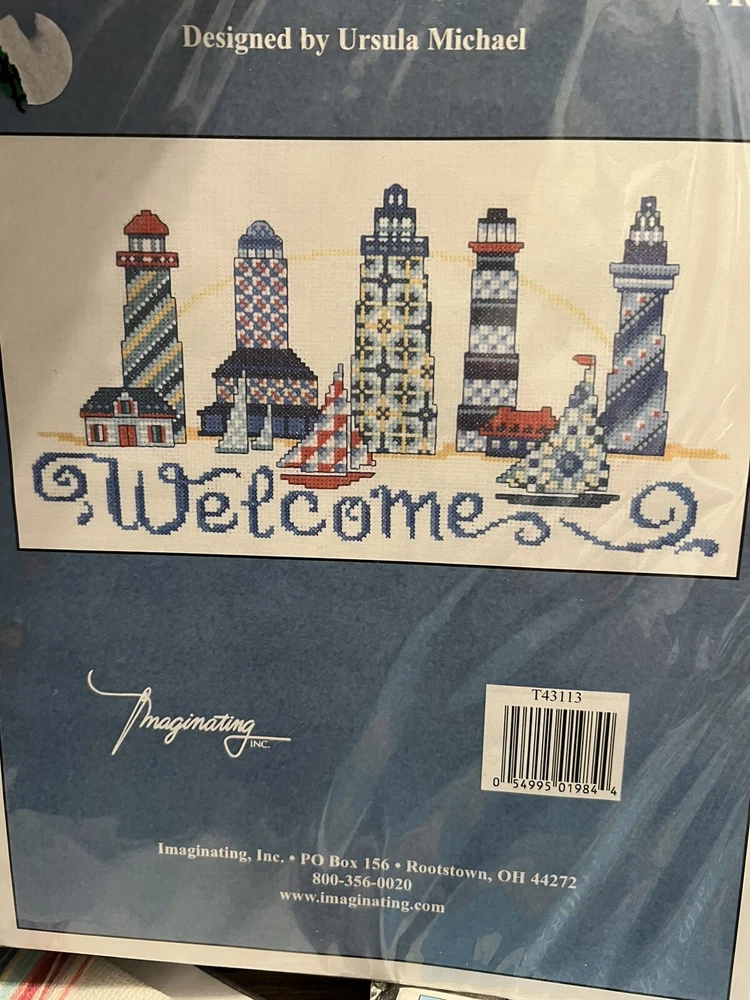 Designed by Ursula Michael
Welcome
Imaginating
INC.
T43113
0 54995 01984 4
Imaginating, Inc. • PO Box 156 • Rootstown, OH 44272
800-356-0020
www.imaginating.com